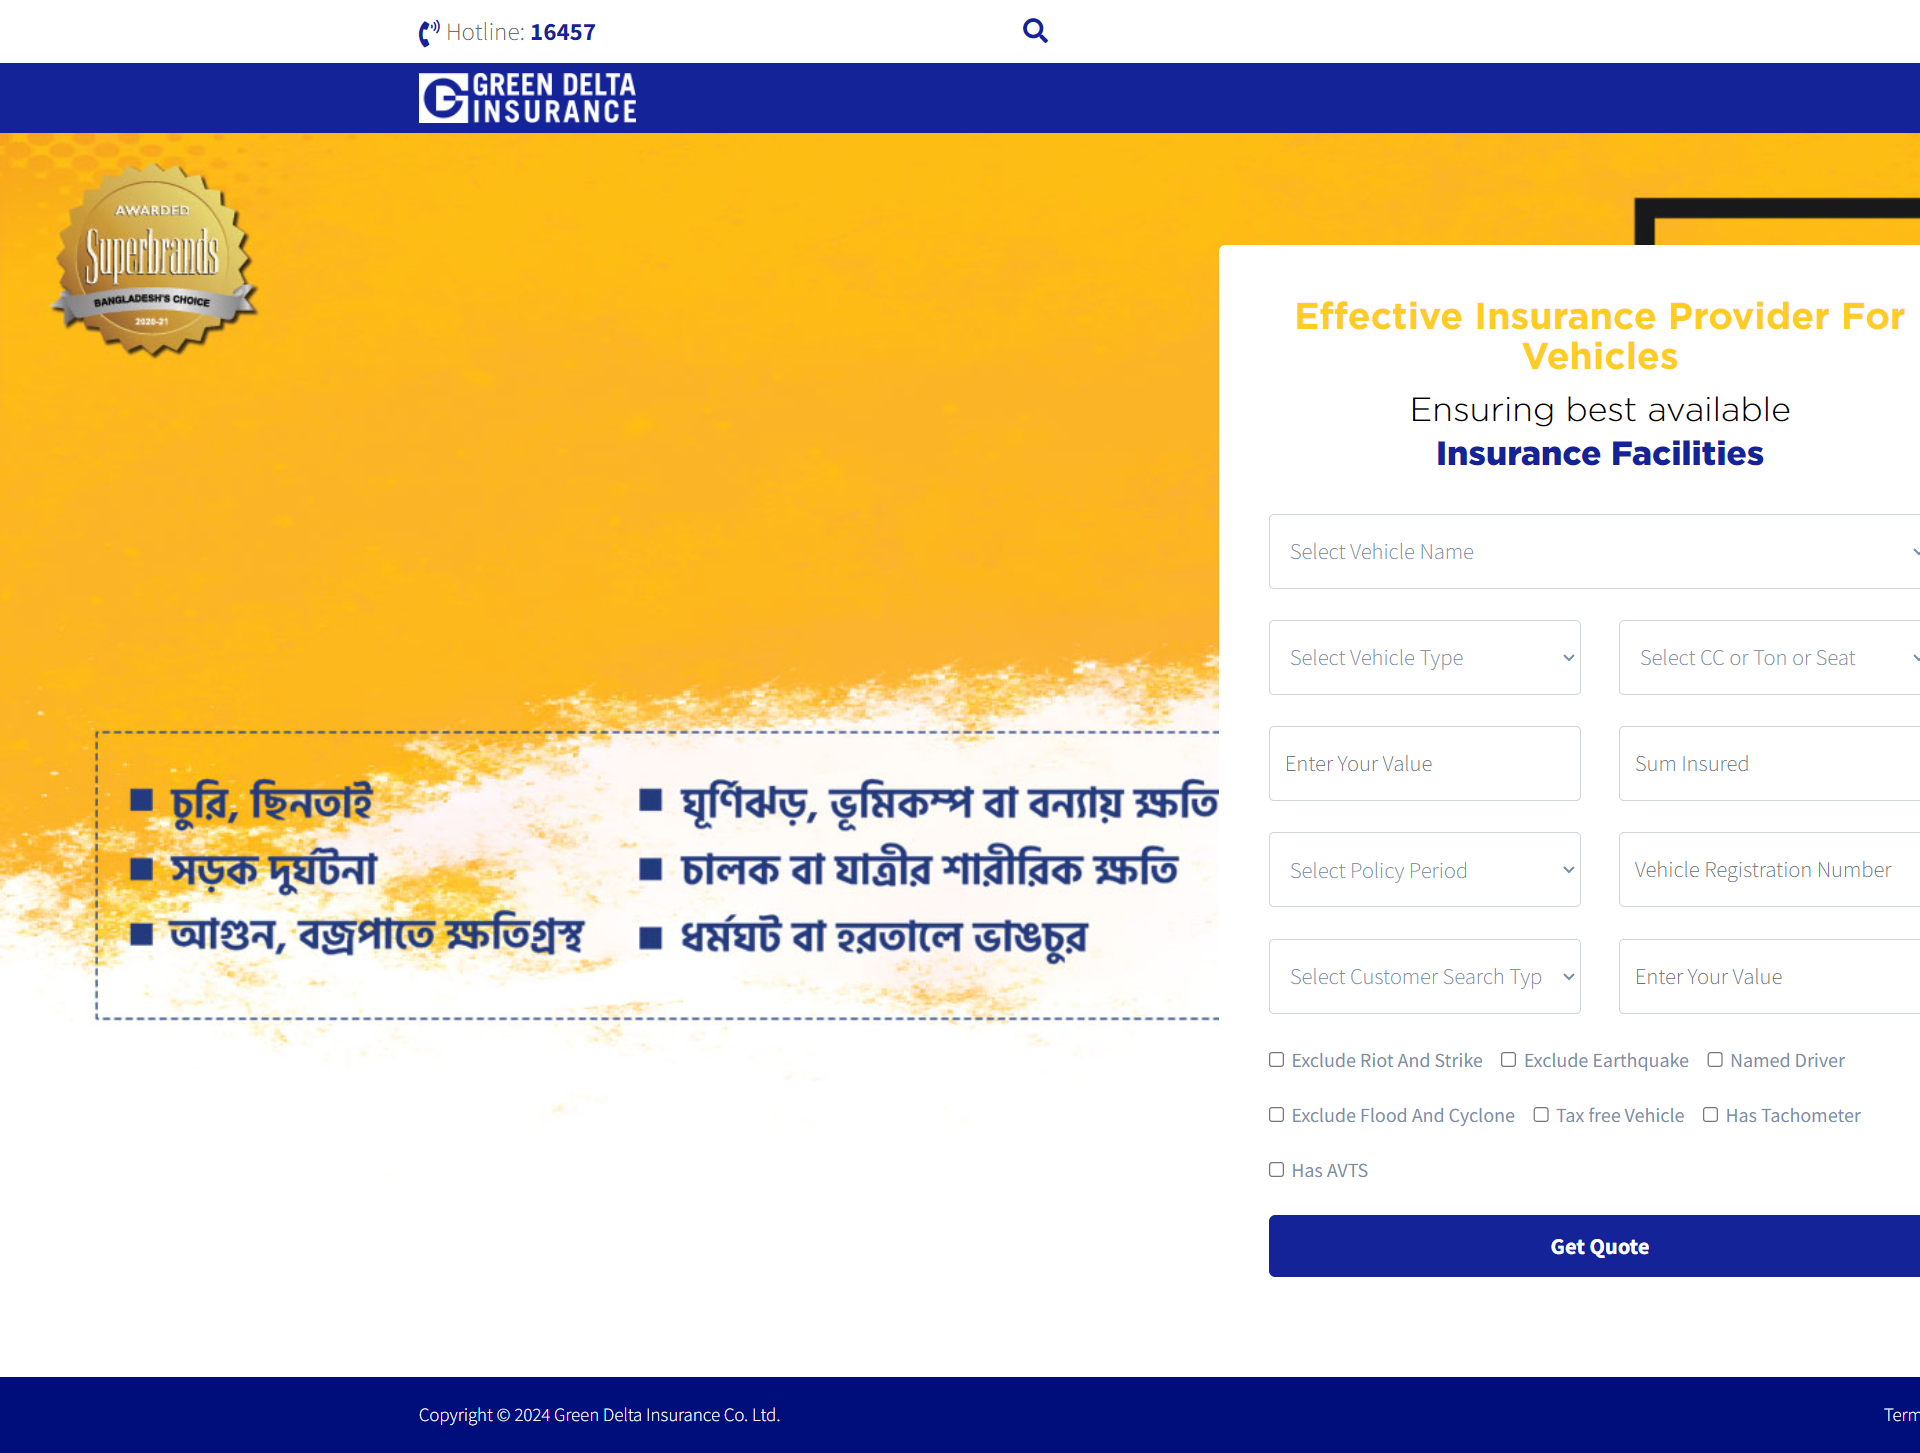 Hotline: 16457
GREEN DELTA
INSURANCE
AWARDED
Superbrands
BANGLADESH'S CHOICE
2020-21
চুরি, ছিনতাই
সড়ক দুর্ঘটনা
আগুন, বজ্রপাতে ক্ষতিগ্রস্থ
ঘূর্ণিঝড়, ভূমিকম্প বা বন্যায় ক্ষতি
চালক বা যাত্রীর শারীরিক ক্ষতি
ধর্মঘট বা হরতালে ভাঙচুর
Effective Insurance Provider For
Vehicles
Ensuring best available
Insurance Facilities
Select Vehicle Name
Select Vehicle Type
Select CC or Ton or Seat
Enter Your Value
Sum Insured
Select Policy Period
Vehicle Registration Number
Select Customer Search Typ
Enter Your Value
Exclude Riot And Strike
Exclude Earthquake
Named Driver
Exclude Flood And Cyclone
Tax free Vehicle
Has Tachometer
Has AVTS
Get Quote
Copyright © 2024 Green Delta Insurance Co. Ltd.
Term